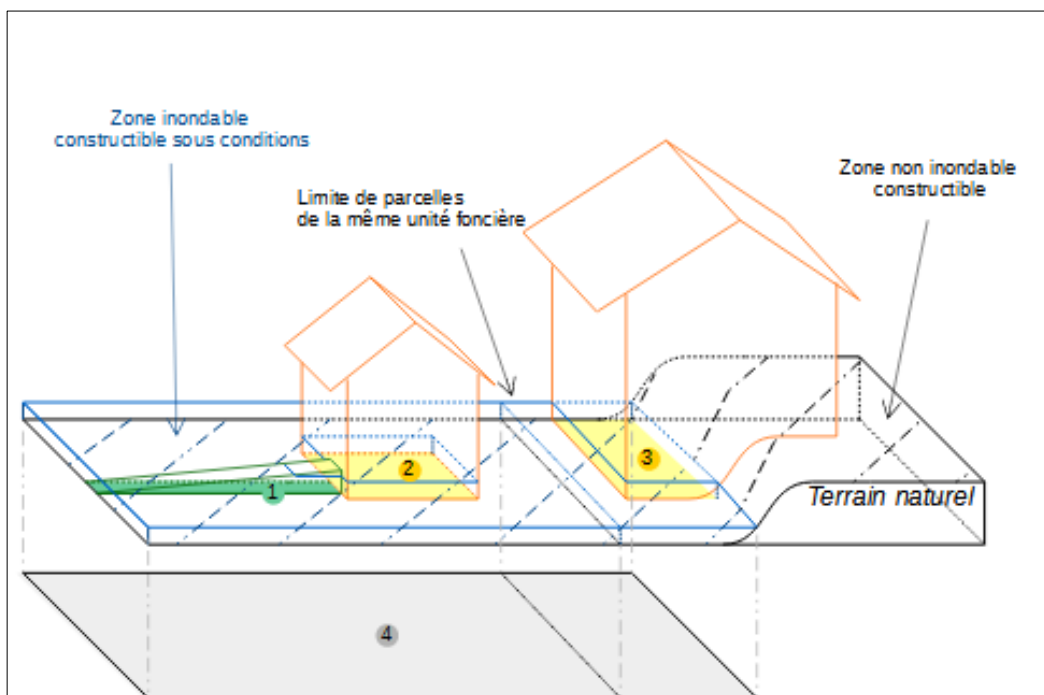 Zone inondable
constructible sous conditions
Limite de parcelles
de la même unité foncière
Zone non inondable
constructible
1
2
3
Terrain naturel
4